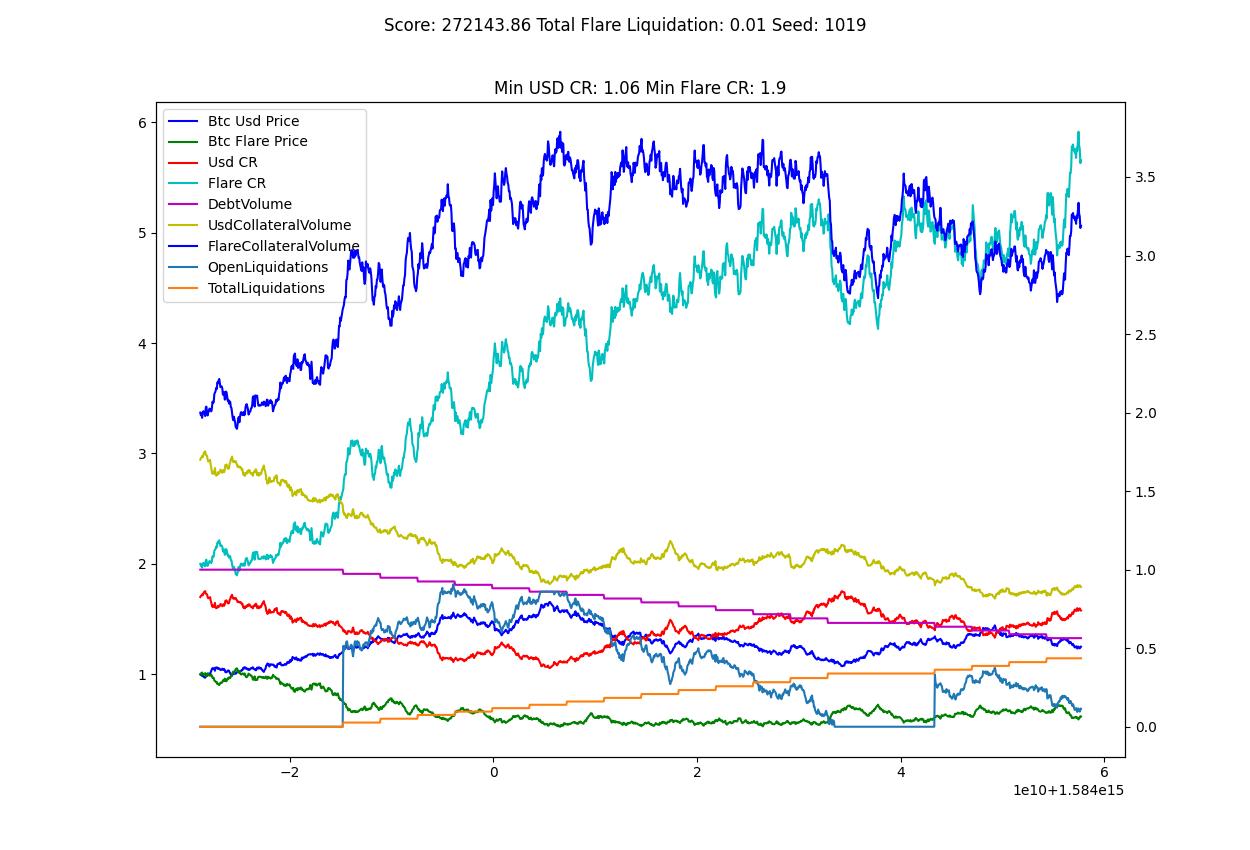 Score: 272143.86 Total Flare Liquidation: 0.01 Seed: 1019
Min USD CR: 1.06 Min Flare CR: 1.9
Btc Usd Price
Btc Flare Price
Usd CR
Flare CR
DebtVolume
UsdCollateralVolume
FlareCollateralVolume
OpenLiquidations
TotalLiquidations
6
5
4
3
2
1
3.5
3.0
2.5
2.0
1.5
1.0
0.5
0.0
−2 0 2 4 6
1e10+1.584e15